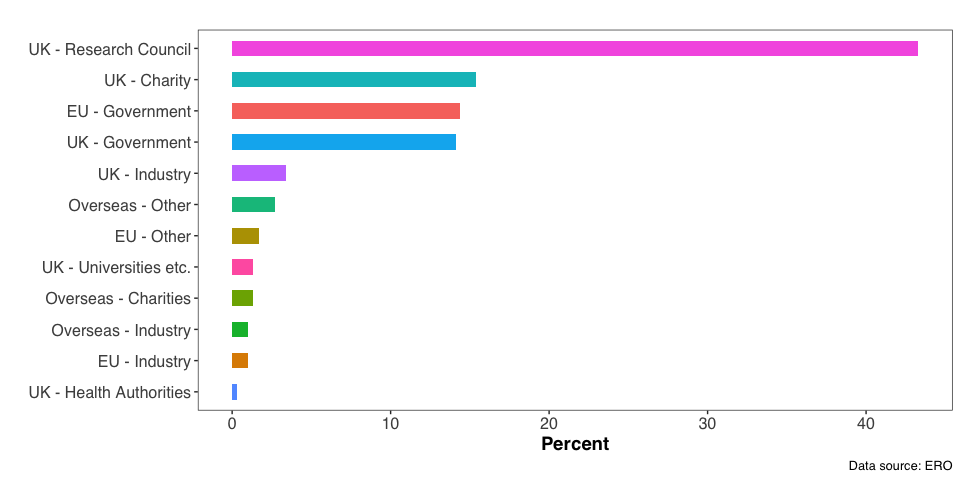 UK - Research Council
UK - Charity
EU - Government
UK - Government
UK - Industry
Overseas - Other
EU - Other
UK - Universities etc.
Overseas - Charities
Overseas - Industry
EU - Industry
UK - Health Authorities
0 10 20 30 40
Percent
Data source: ERO